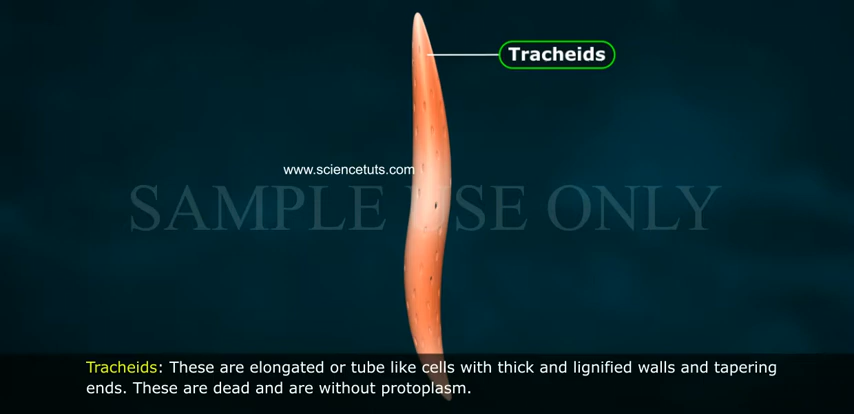 Tracheids
www.sciencetuts.com
SAMPLE USE ONLY
Tracheids: These are elongated or tube like cells with thick and lignified walls and tapering
ends. These are dead and are without protoplasm.